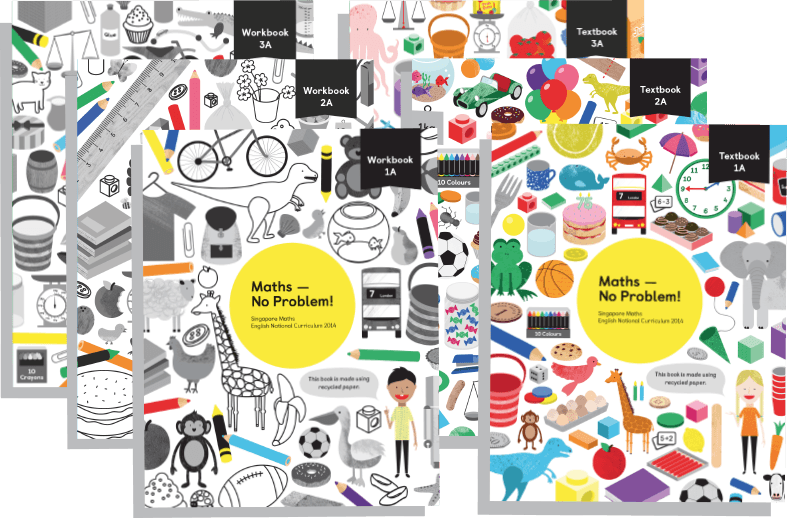 Workbook
3A
Textbook
3A
Workbook
2A
Textbook
2A
Workbook
1A
Textbook
1A
Maths —
No Problem!
Singapore Maths
English National Curriculum 2014
7
This book is made using
recycled paper.
10
Crayons
10 Colours
Maths —
No Problem!
Singapore Maths
English National Curriculum 2014
7
6-3
10 Colours
This book is made using
recycled paper.
5+2